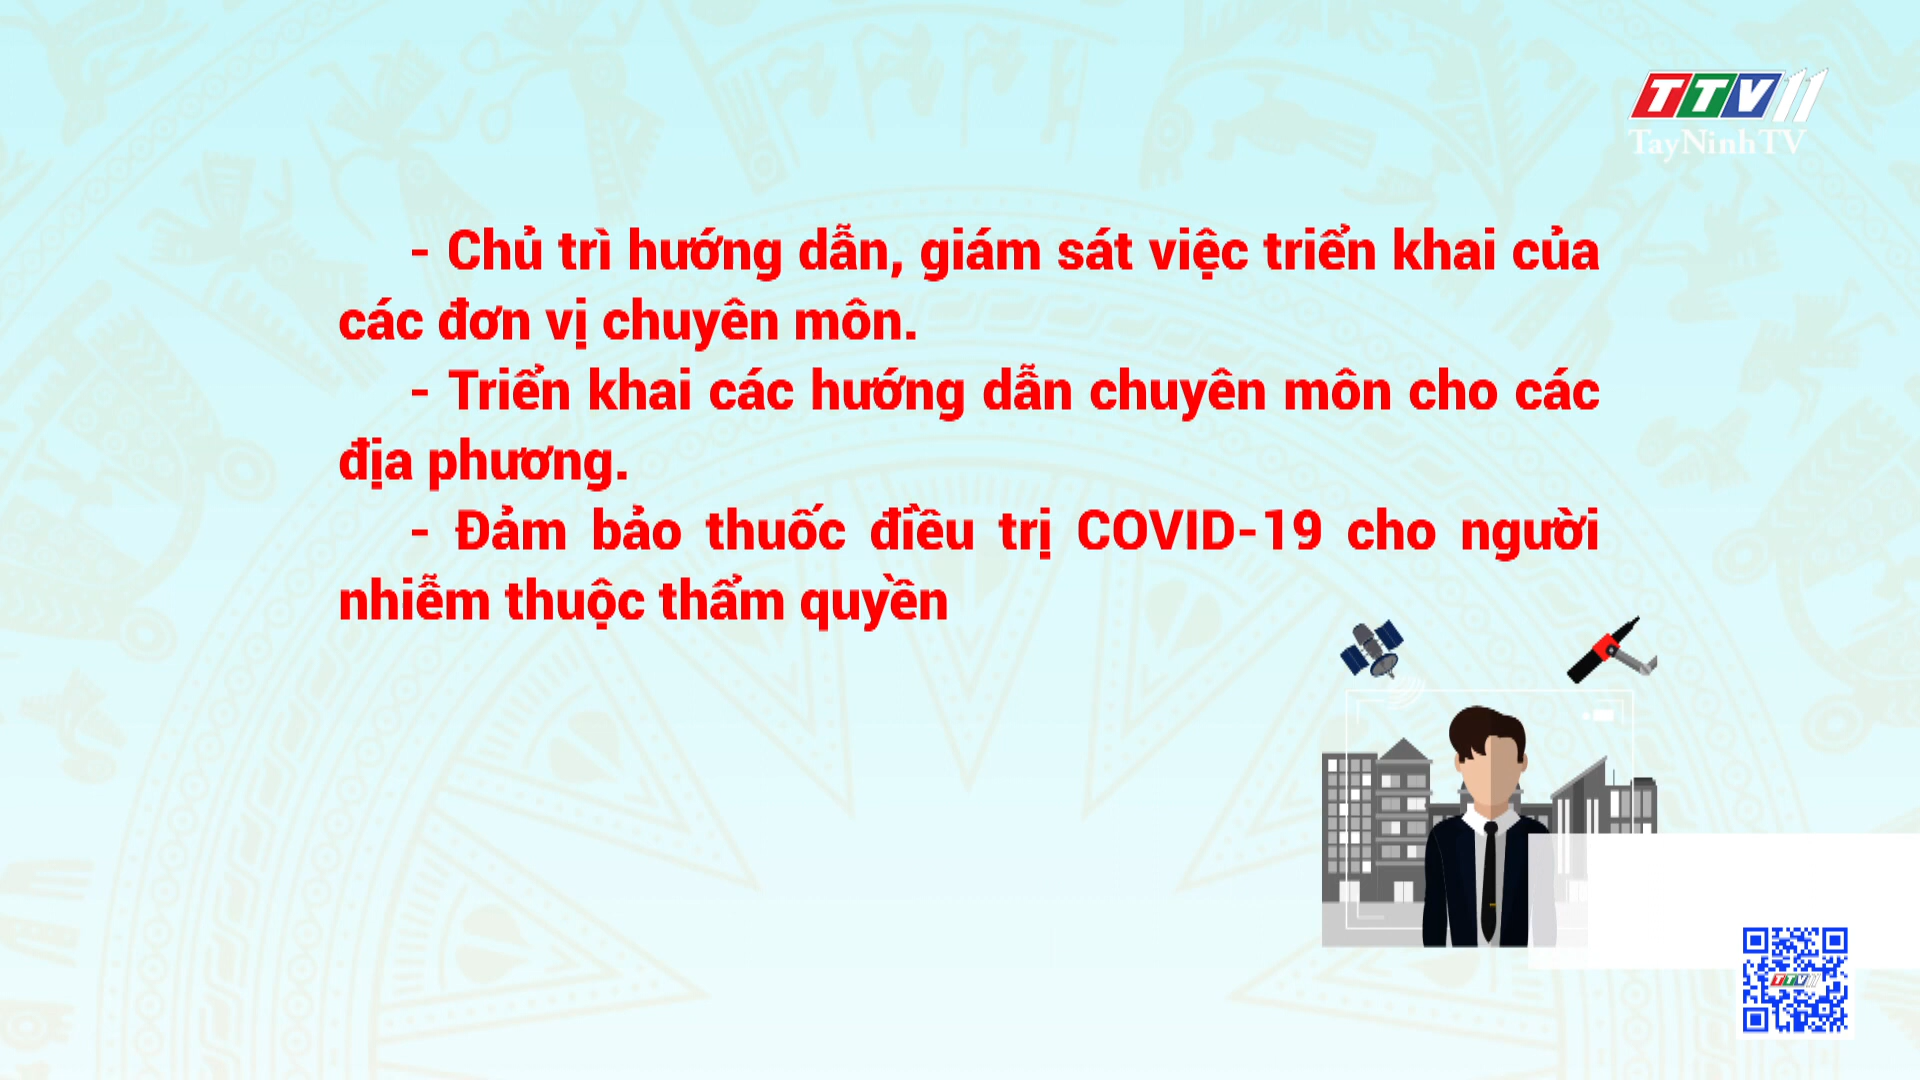 TTV11
TayNinhTV
- Chủ trì hướng dẫn, giám sát việc triển khai của
các đơn vị chuyên môn.
- Triển khai các hướng dẫn chuyên môn cho các
địa phương.
- Đảm bảo thuốc điều trị COVID-19 cho người
nhiễm thuộc thẩm quyền
TTV11